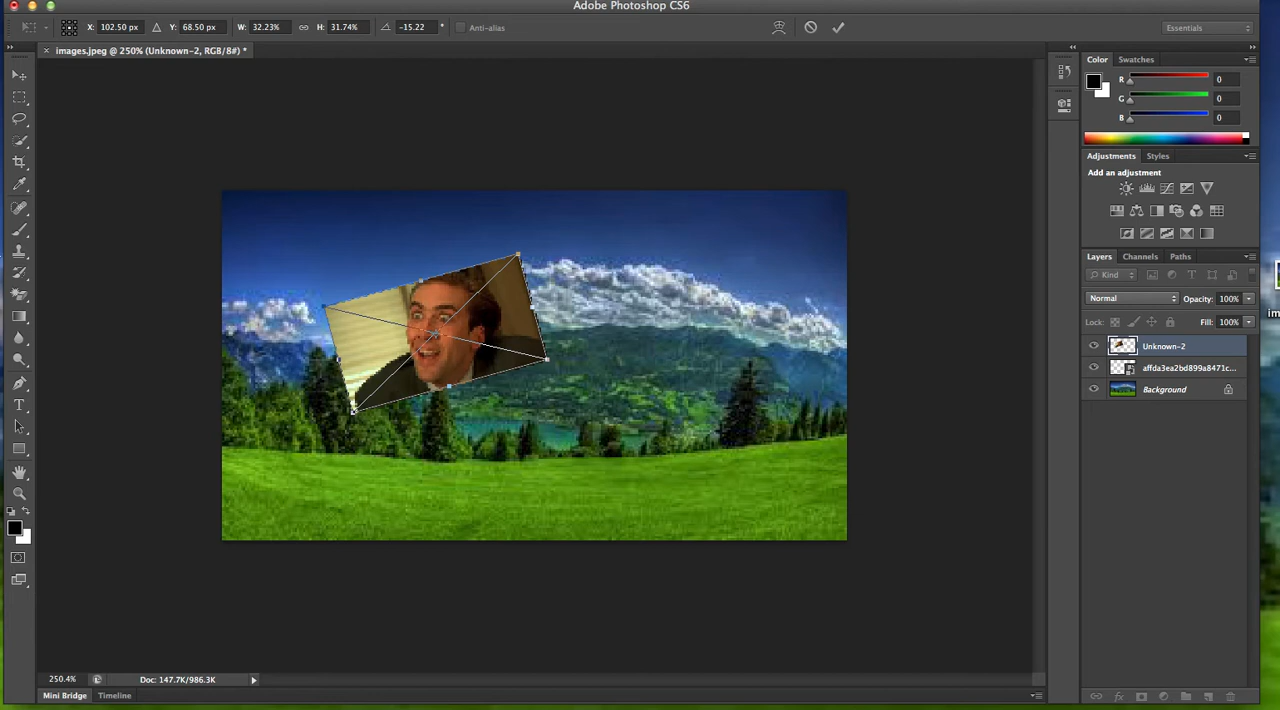 Adobe Photoshop CS6
X: 102.50 px Y: 68.50 px W: 32.23% H: 31.74% -15.22 ° Anti-alias Essentials
× images.jpeg @ 250% (Unknown-2, RGB/8#) *
Color Swatches
R 0
G 0
B 0
Adjustments Styles
Add an adjustment
Layers Channels Paths
Kind
Normal Opacity: 100%
Lock: Fill: 100%
Unknown-2
affda3ea2bd899a8471c...
Background
im
T
250.4% Doc: 147.7K/986.3K
Mini Bridge Timeline